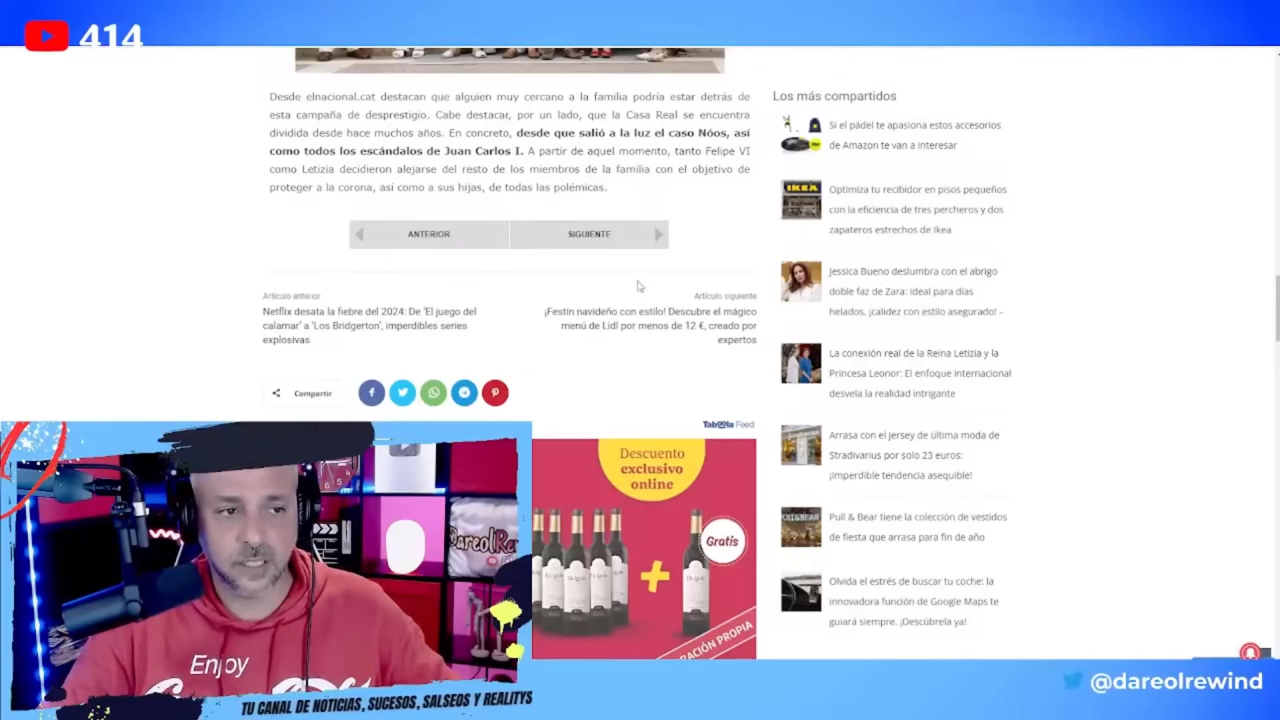 414
Desde elnacional.cat destacan que alguien muy cercano a la familia podría estar detrás de
esta campaña de desprestigio. Cabe destacar, por un lado, que la Casa Real se encuentra
dividida desde hace muchos años. En concreto, desde que salió a la luz el caso Nóos, así
como todos los escándalos de Juan Carlos I. A partir de aquel momento, tanto Felipe VI
como Letizia decidieron alejarse del resto de los miembros de la familia con el objetivo de
proteger a la corona, así como a sus hijas, de todas las polémicas.
ANTERIOR
SIGUIENTE
Artículo anterior
Netflix desata la fiebre del 2024: De 'El juego del
calamar' a 'Los Bridgerton', imperdibles series
explosivas
Artículo siguiente
¡Festín navideño con estilo! Descubre el mágico
menú de Lidl por menos de 12 €, creado por
expertos
Compartir
Los más compartidos
Si el pádel te apasiona estos accesorios
de Amazon te van a interesar
IKEA
Optimiza tu recibidor en pisos pequeños
con la eficiencia de tres percheros y dos
zapateros estrechos de Ikea
Jessica Bueno deslumbra con el abrigo
doble faz de Zara: ideal para días
helados, ¡calidez con estilo asegurado! –
La conexión real de la Reina Letizia y la
Princesa Leonor: El enfoque internacional
desvela la realidad intrigante
Arrasa con el jersey de última moda de
Stradivarius por solo 23 euros:
¡Imperdible tendencia asequible!
PULL&BEAR
Pull & Bear tiene la colección de vestidos
de fiesta que arrasa para fin de año
Olvida el estrés de buscar tu coche: la
innovadora función de Google Maps te
guiará siempre. ¡Descúbrela ya!
Taboola Feed
Descuento
exclusivo
online
Gratis
Enjoy
TU CANAL DE NOTICIAS, SUCESOS, SALSEOS Y REALITYS
@dareolrewind